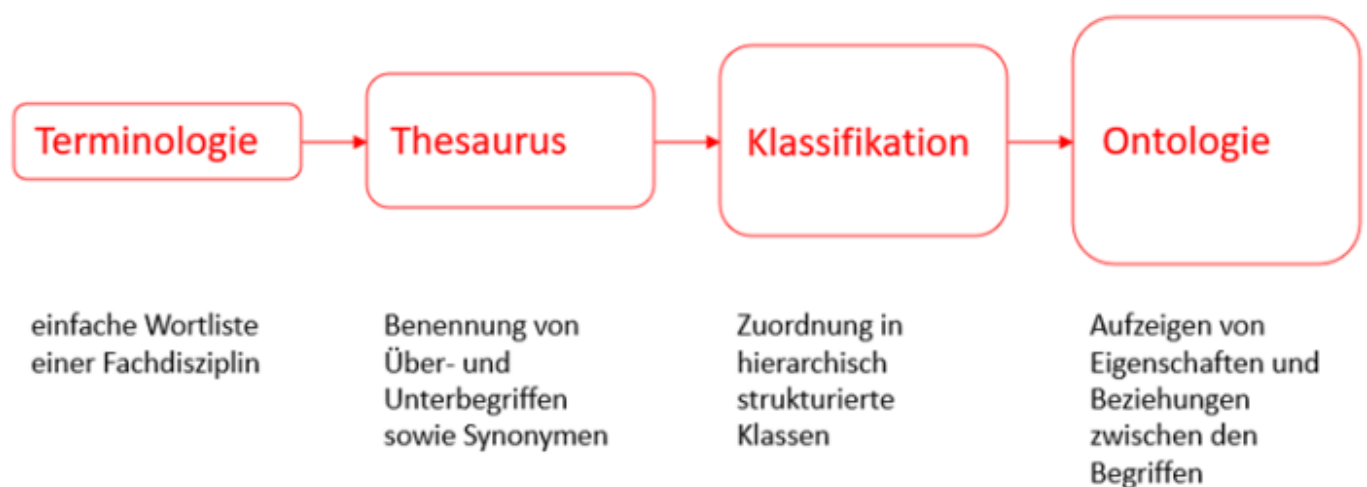 Terminologie
Thesaurus
Klassifikation
Ontologie
einfache Wortliste
einer Fachdisziplin
Benennung von
Über- und
Unterbegriffen
sowie Synonymen
Zuordnung in
hierarchisch
strukturierte
Klassen
Aufzeigen von
Eigenschaften und
Beziehungen
zwischen den
Begriffen